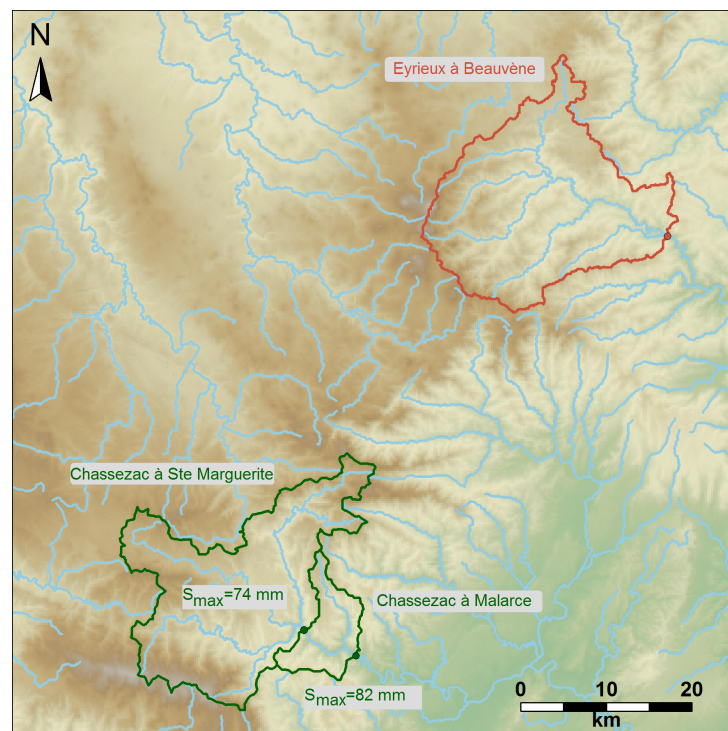 N
Eyrieux à Beauvène
Chassezac à Ste Marguerite
Smax=74 mm
Chassezac à Malarce
Smax=82 mm
0 10 20
km